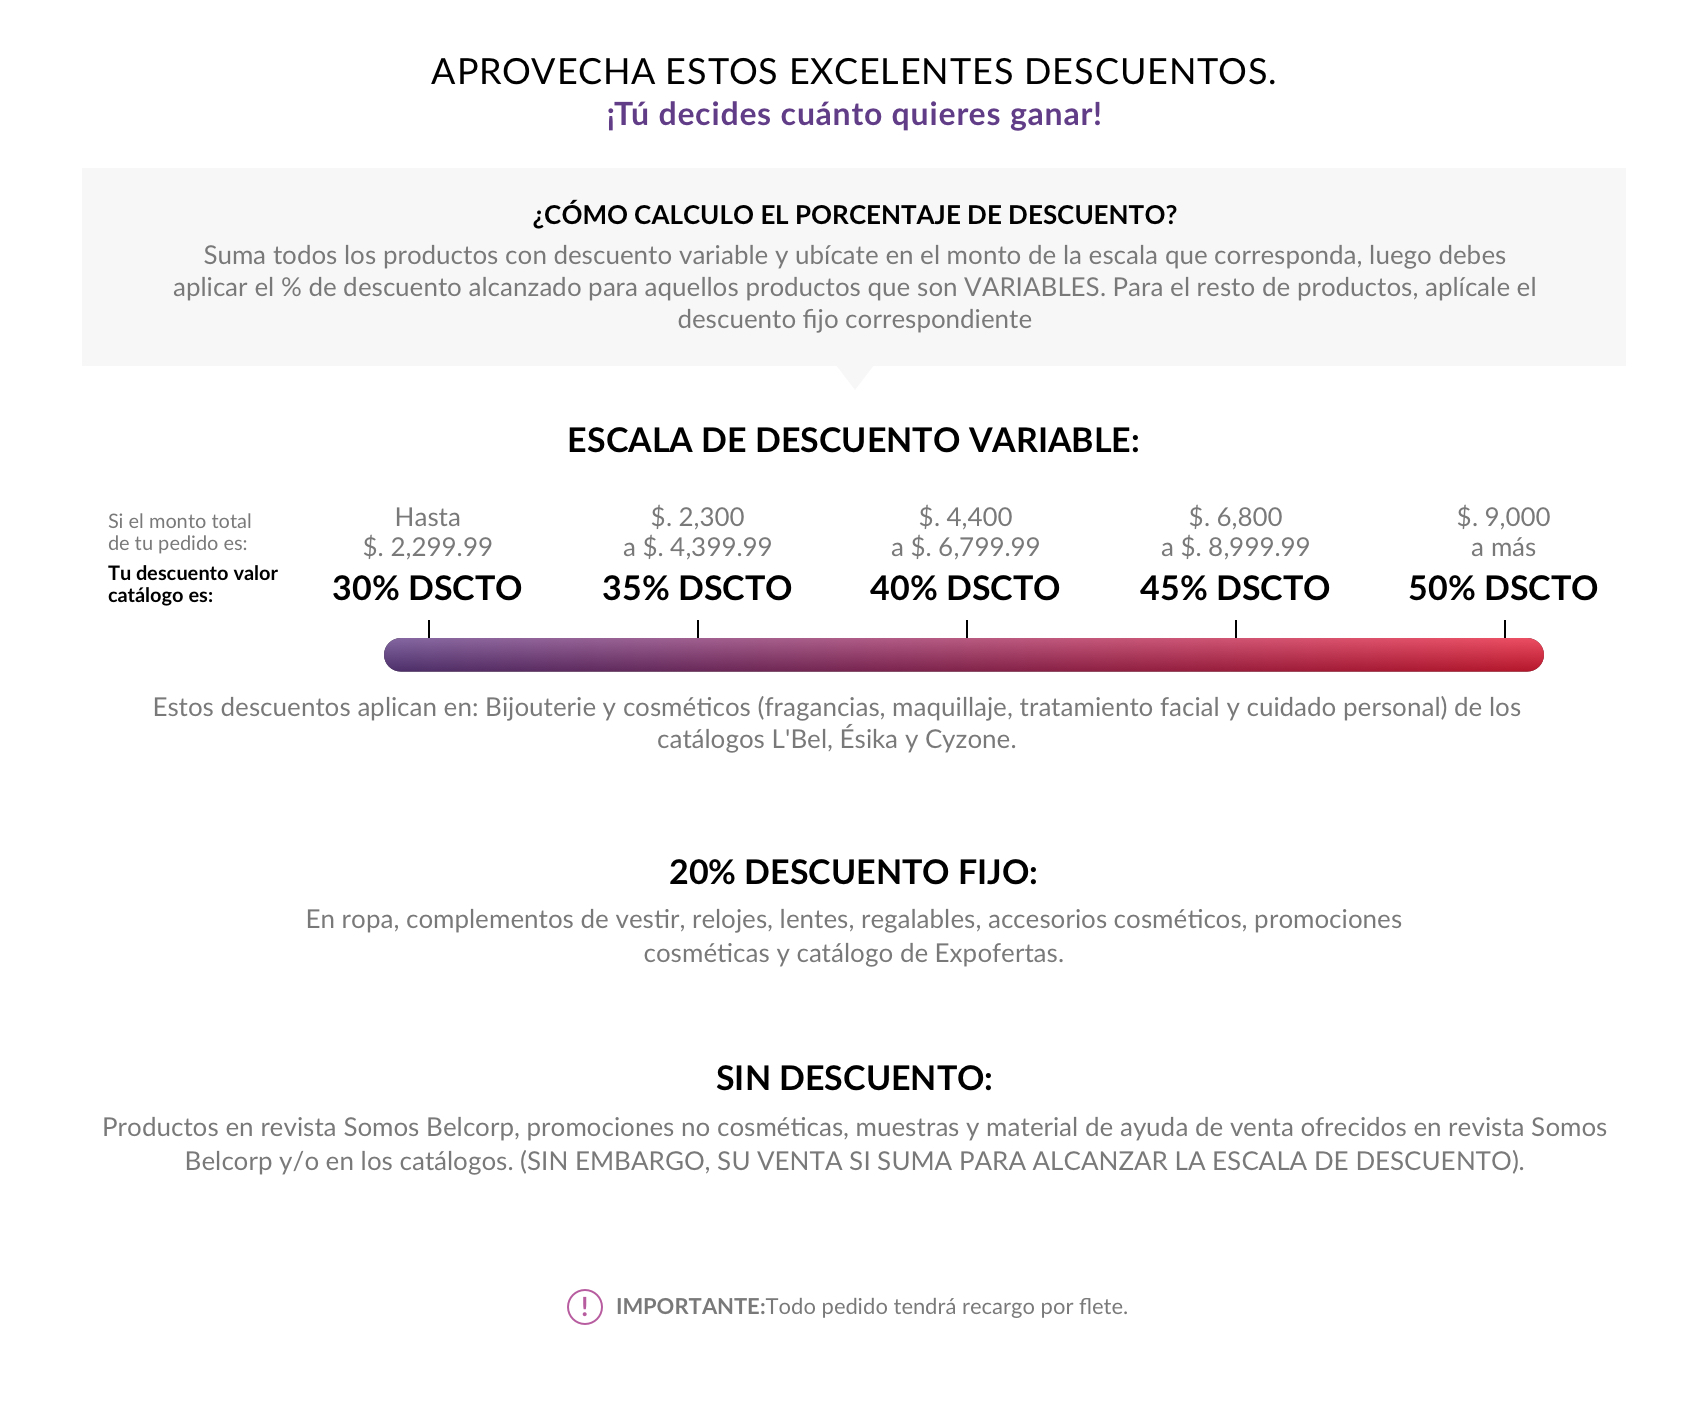 APROVECHA ESTOS EXCELENTES DESCUENTOS.
¡Tú decides cuánto quieres ganar!
¿CÓMO CALCULO EL PORCENTAJE DE DESCUENTO?
Suma todos los productos con descuento variable y ubícate en el monto de la escala que corresponda, luego debes
aplicar el % de descuento alcanzado para aquellos productos que son VARIABLES. Para el resto de productos, aplícale el
descuento fijo correspondiente
ESCALA DE DESCUENTO VARIABLE:
Si el monto total
de tu pedido es:
Tu descuento valor
catálogo es:
Hasta
$. 2,299.99
30% DSCTO
$. 2,300
a $. 4,399.99
35% DSCTO
$. 4,400
a $. 6,799.99
40% DSCTO
$. 6,800
a $. 8,999.99
45% DSCTO
$. 9,000
a más
50% DSCTO
Estos descuentos aplican en: Bijouterie y cosméticos (fragancias, maquillaje, tratamiento facial y cuidado personal) de los
catálogos L'Bel, Ésika y Cyzone.
20% DESCUENTO FIJO:
En ropa, complementos de vestir, relojes, lentes, regalables, accesorios cosméticos, promociones
cosméticas y catálogo de Expofertas.
SIN DESCUENTO:
Productos en revista Somos Belcorp, promociones no cosméticas, muestras y material de ayuda de venta ofrecidos en revista Somos
Belcorp y/o en los catálogos. (SIN EMBARGO, SU VENTA SI SUMA PARA ALCANZAR LA ESCALA DE DESCUENTO).
! IMPORTANTE:Todo pedido tendrá recargo por flete.